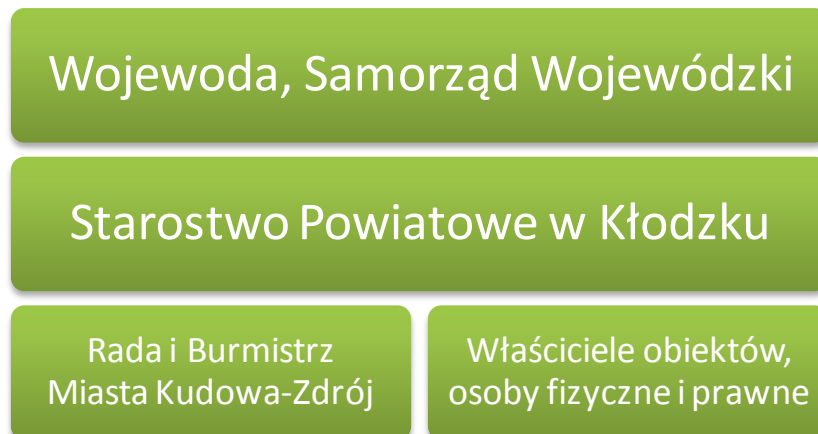 Wojewoda, Samorząd Wojewódzki
Starostwo Powiatowe w Kłodzku
Rada i Burmistrz
Miasta Kudowa-Zdrój
Właściciele obiektów,
osoby fizyczne i prawne